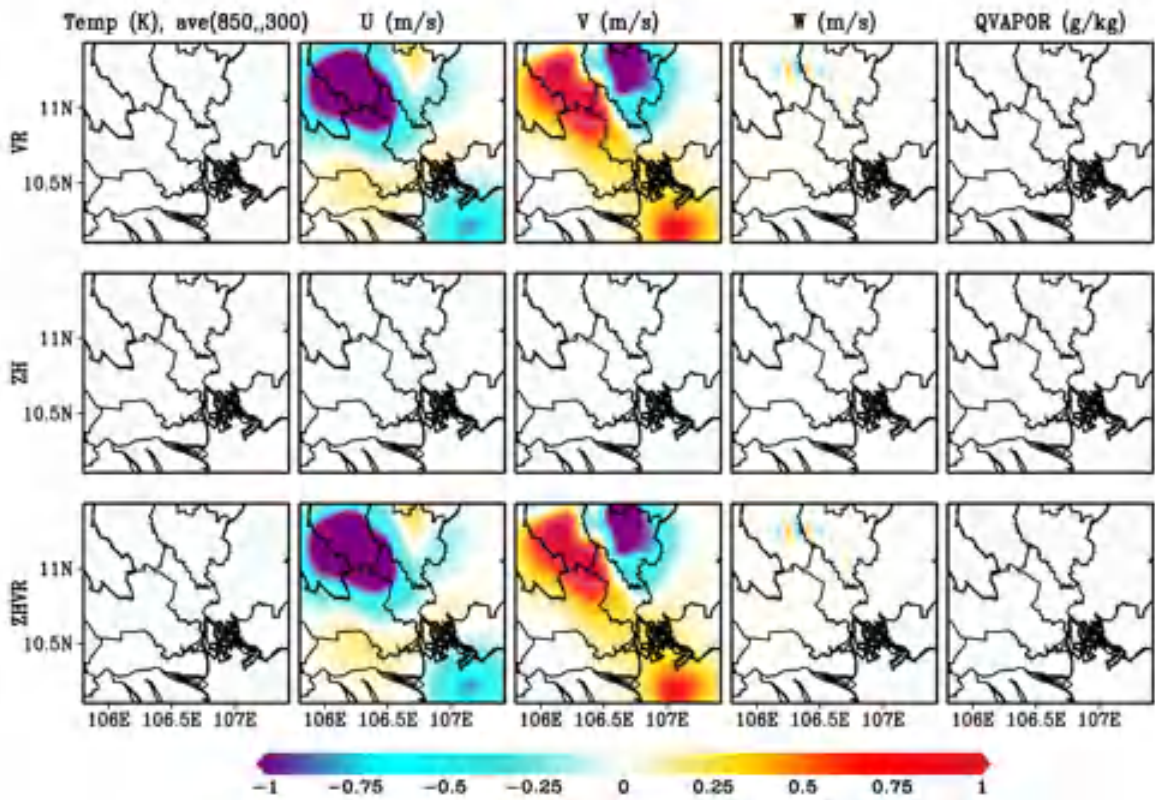 Temp (K), ave(850,,300) U (m/s) V (m/s) W (m/s) QVAPOR (g/kg)
VR
11N
10.5N
ZH
11N
10.5N
ZHVR
11N
10.5N
106E 106.5E 107E 106E 106.5E 107E 106E 106.5E 107E 106E 106.5E 107E 106E 106.5E 107E
-1 -0.75 -0.5 -0.25 0 0.25 0.5 0.75 1